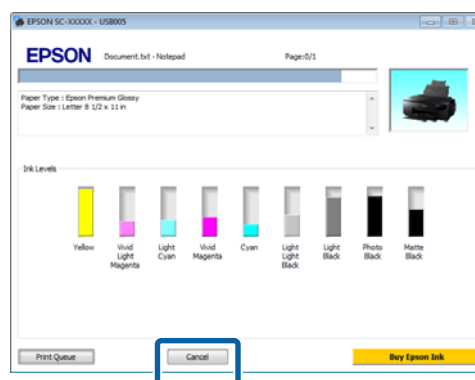 EPSON SC-XXXXX - USB005
EPSON
Document.txt - Notepad
Page:0/1
Paper Type : Epson Premium Glossy
Paper Size : Letter 8 1/2 x 11 in
Ink Levels
Yellow
Vivid
Light
Magenta
Light
Cyan
Vivid
Magenta
Cyan
Light
Light
Black
Light
Black
Photo
Black
Matte
Black
Print Queue
Cancel
Buy Epson Ink